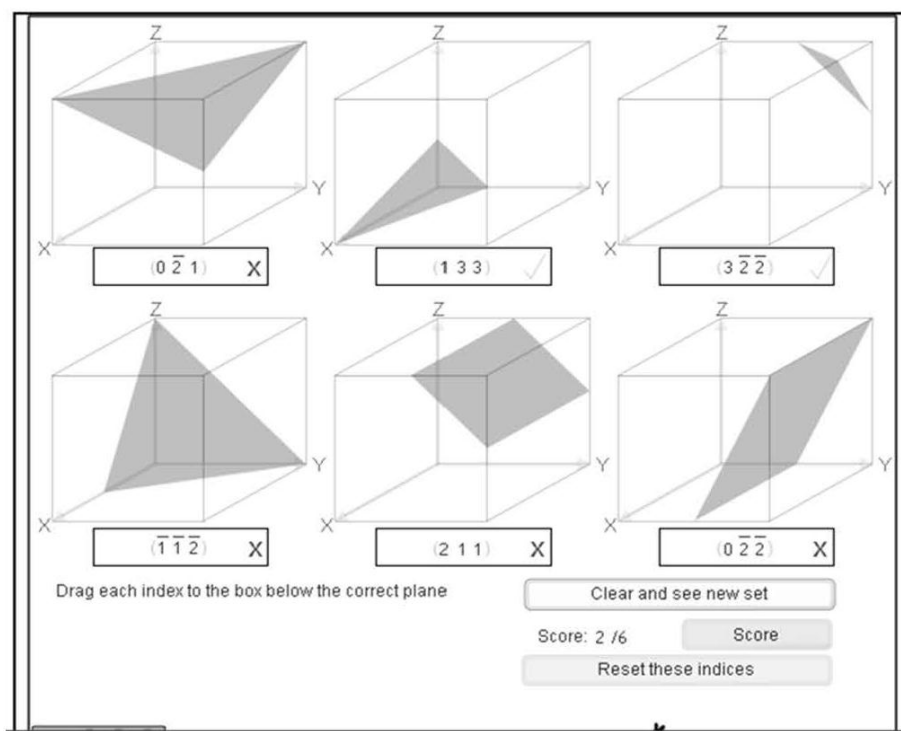 Z Z Z
Y Y Y
X X X
(0 2̅ 1) X
(1 3 3) ✓
(3 2̅ 2̅) ✓
Z Z Z
Y Y Y
X X X
(1̅ 1̅ 2̅) X
(2 1 1) X
(0 2̅ 2̅) X
Drag each index to the box below the correct plane
Clear and see new set
Score: 2 /6
Score
Reset these indices